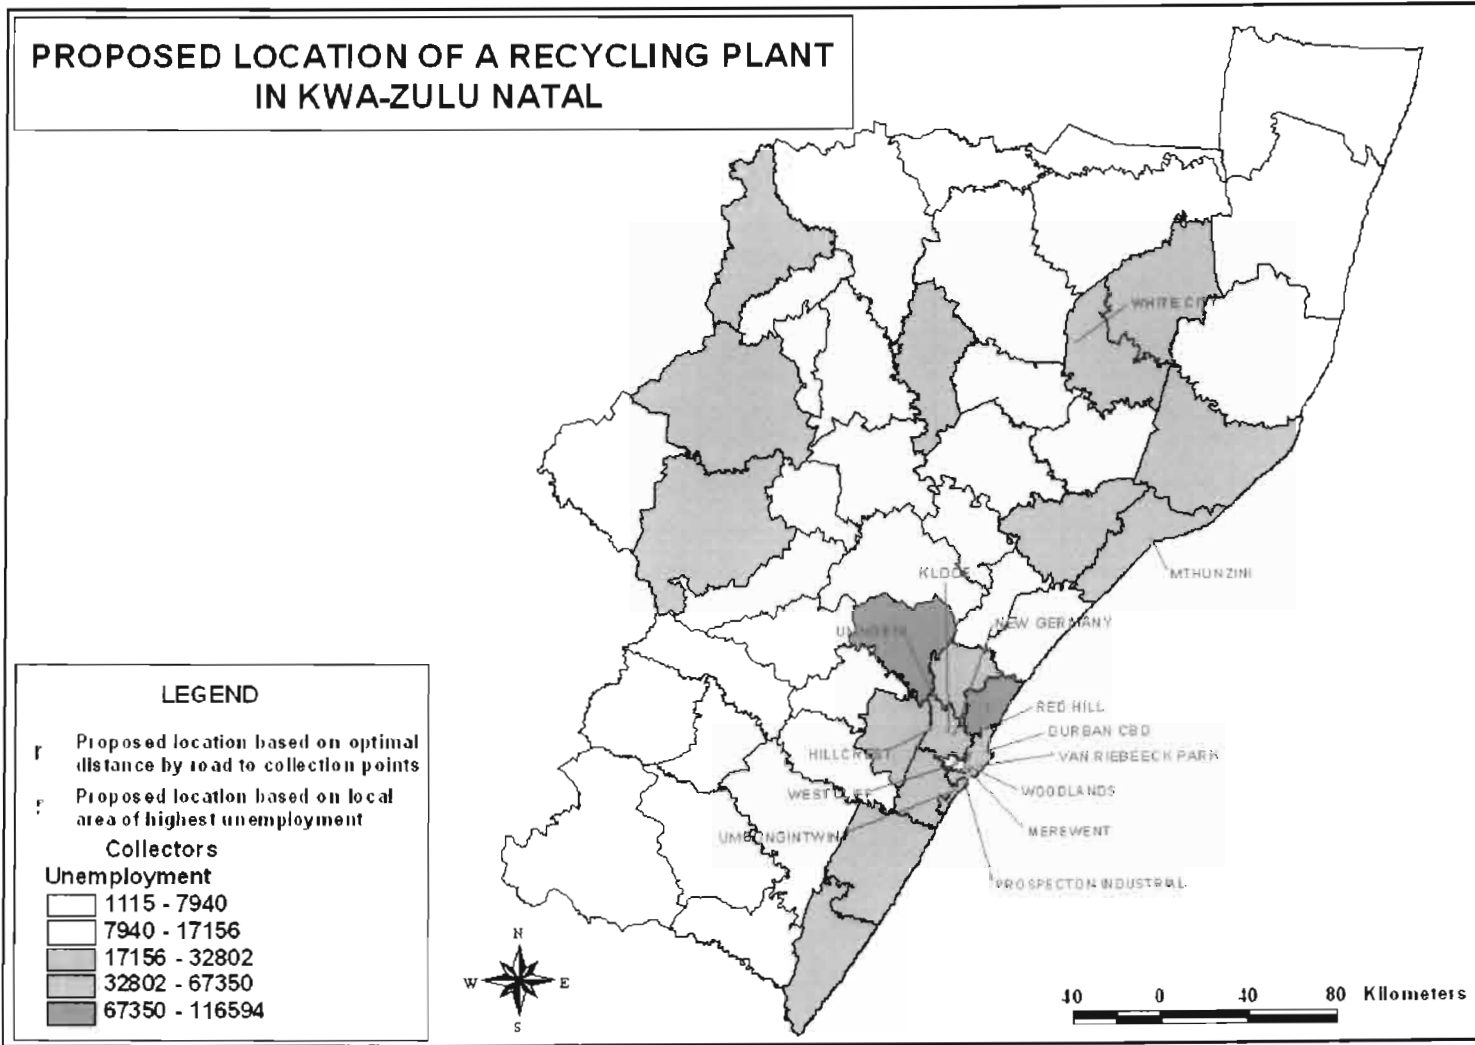 PROPOSED LOCATION OF A RECYCLING PLANT
IN KWA-ZULU NATAL
WHITE CIT
MTHUNZINI
KLOOF
NEW GERMANY
RED HILL
DURBAN CBD
HILLCREST
VAN RIEBEECK PARK
WOODLANDS
MEREWENT
PROSPECTON INDUSTRIAL
LEGEND
Proposed location based on optimal
distance by road to collection points
Proposed location based on local
area of highest unemployment
Collectors
Unemployment
1115 - 7940
7940 - 17156
17156 - 32802
32802 - 67350
67350 - 116594
N
W
E
S
40 0 40 80 Kilometers